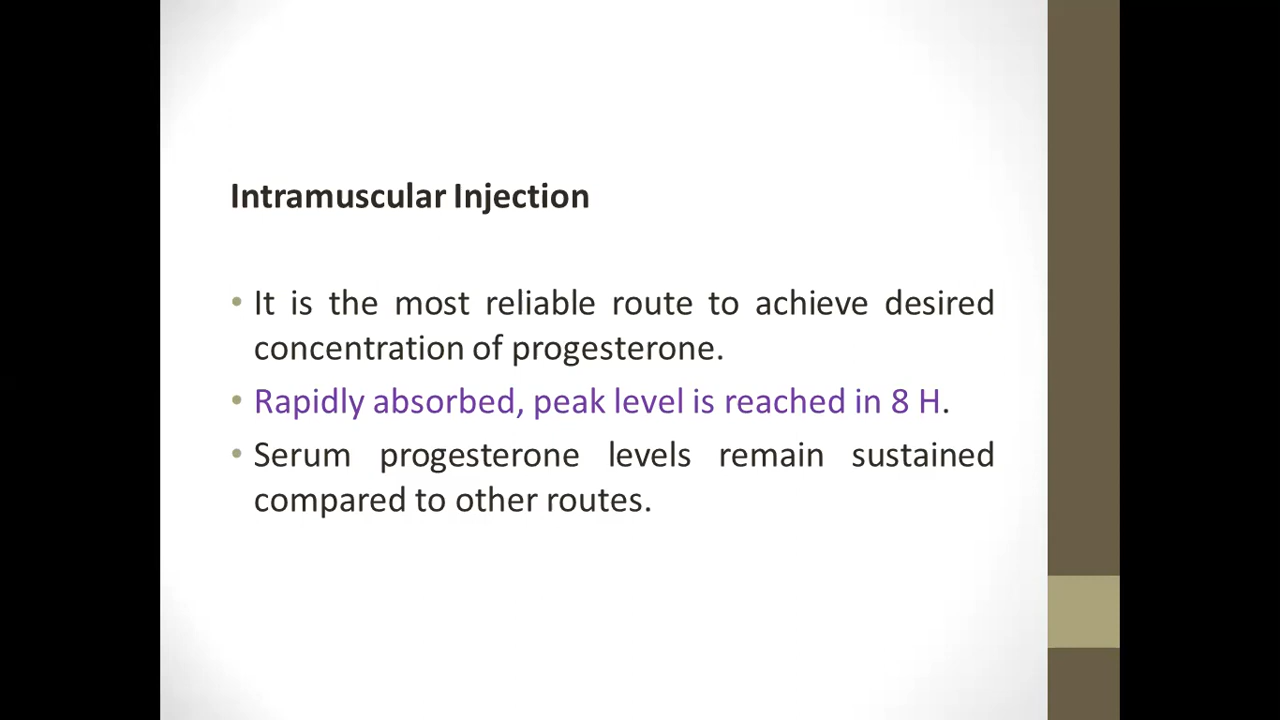 Intramuscular Injection
• It is the most reliable route to achieve desired
concentration of progesterone.
• Rapidly absorbed, peak level is reached in 8 H.
• Serum progesterone levels remain sustained
compared to other routes.